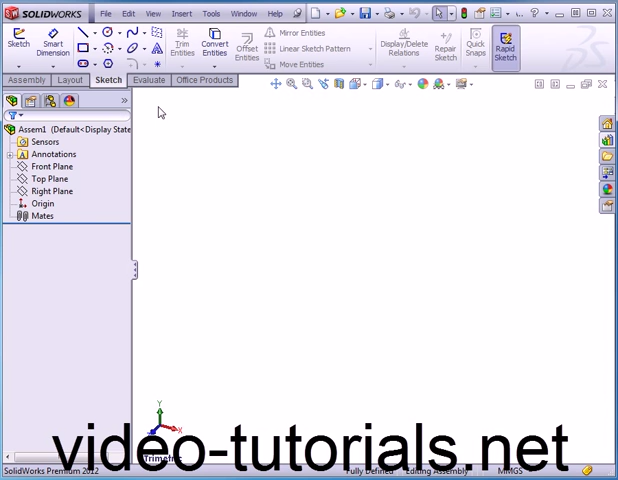 SOLIDWORKS File Edit View Insert Tools Window Help
Sketch Smart Dimension Trim Entities Convert Entities Offset Entities Mirror Entities Linear Sketch Pattern Move Entities Display/Delete Relations Repair Sketch Quick Snaps Rapid Sketch
Assembly Layout Sketch Evaluate Office Products
Assem1 (Default<Display State
Sensors
Annotations
Front Plane
Top Plane
Right Plane
Origin
Mates
Y
X
video-tutorials.net
SolidWorks Premium 2012 Fully Defined Editing Assembly MMGS